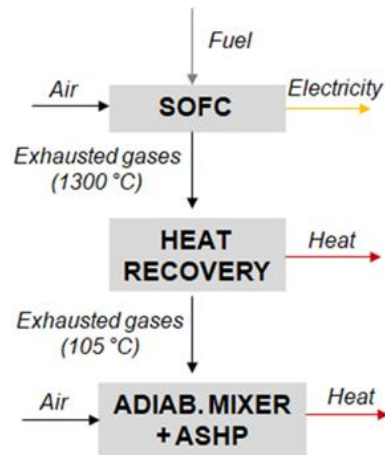 Fuel
Air
Electricity
SOFC
Exhausted gases
(1300 °C)
HEAT
RECOVERY
Heat
Exhausted gases
(105 °C)
Air
ADIAB. MIXER
+ ASHP
Heat